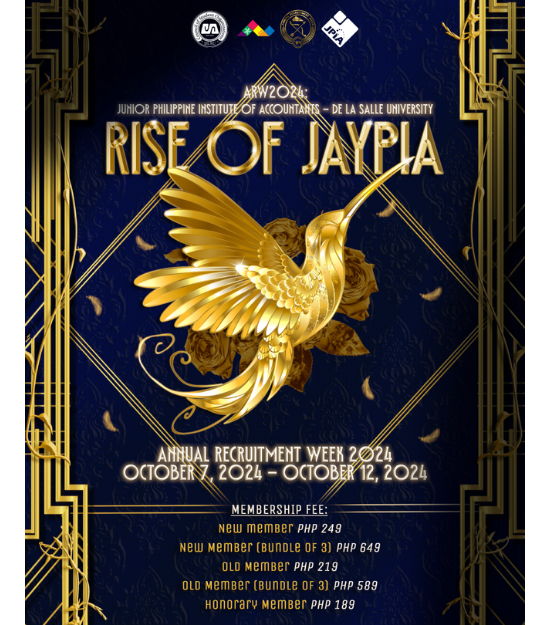 JPIA
ARW2024:
JUNIOR PHILIPPINE INSTITUTE OF ACCOUNTANTS – DE LA SALLE UNIVERSITY
RISE OF JAYPIA
ANNUAL RECRUITMENT WEEK 2024
OCTOBER 7, 2024 – OCTOBER 12, 2024
MEMBERSHIP FEE:
New Member PHP 249
New Member (Bundle of 3) PHP 649
Old Member PHP 219
Old Member (Bundle of 3) PHP 589
Honorary Member PHP 189